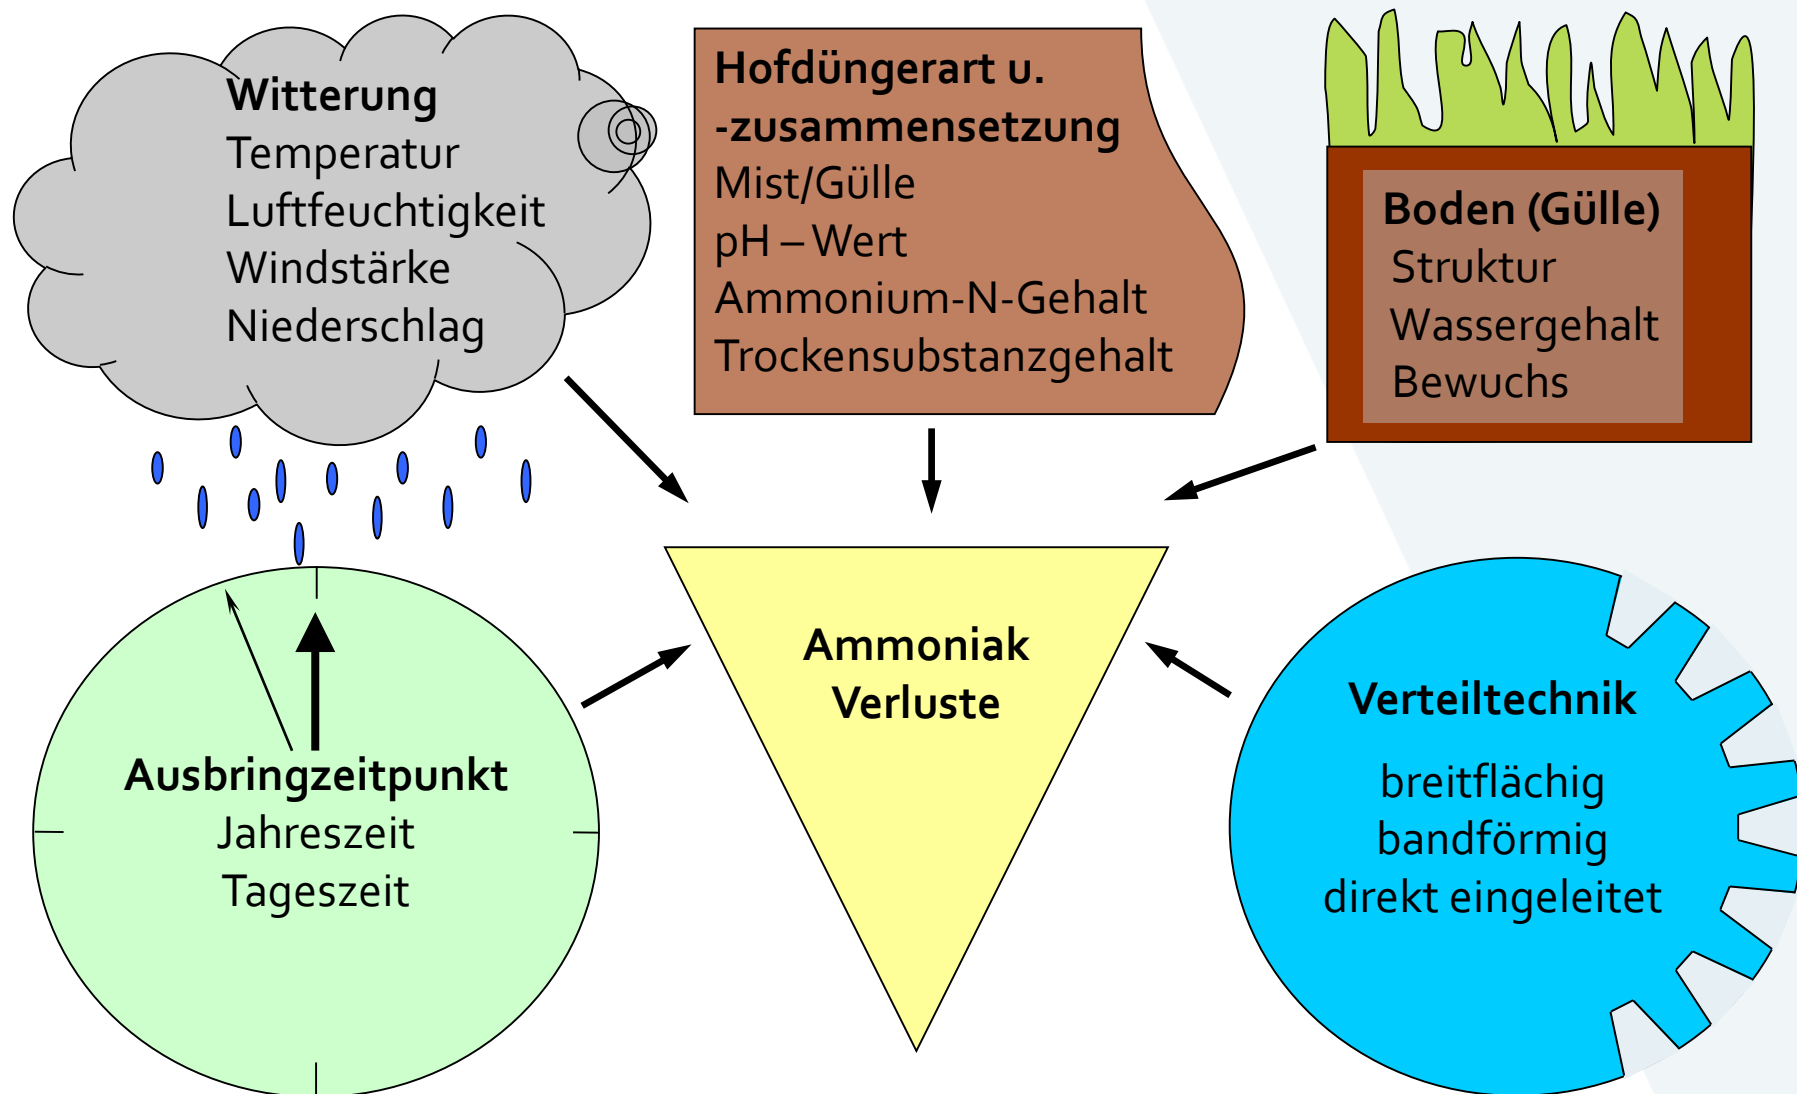 Witterung
Temperatur
Luftfeuchtigkeit
Windstärke
Niederschlag
Hofdüngerart u.
-zusammensetzung
Mist/Gülle
pH – Wert
Ammonium-N-Gehalt
Trockensubstanzgehalt
Boden (Gülle)
Struktur
Wassergehalt
Bewuchs
Ausbringzeitpunkt
Jahreszeit
Tageszeit
Ammoniak
Verluste
Verteiltechnik
breitflächig
bandförmig
direkt eingeleitet